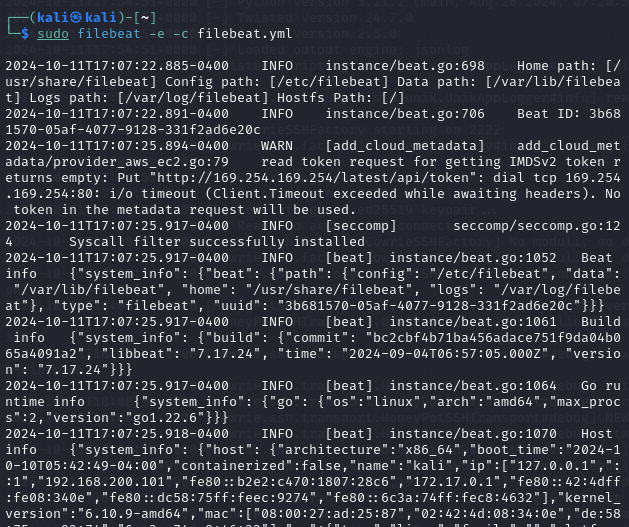 ┌──(kali㉿kali)-[~]
└─$ sudo filebeat -e -c filebeat.yml
2024-10-11T17:07:22.885-0400    INFO    instance/beat.go:698    Home path: [/
usr/share/filebeat] Config path: [/etc/filebeat] Data path: [/var/lib/filebea
t] Logs path: [/var/log/filebeat] Hostfs Path: [/]
2024-10-11T17:07:22.891-0400    INFO    instance/beat.go:706    Beat ID: 3b68
1570-05af-4077-9128-331f2ad6e20c
2024-10-11T17:07:25.894-0400    WARN    [add_cloud_metadata]    add_cloud_met
adata/provider_aws_ec2.go:79    read token request for getting IMDSv2 token r
eturns empty: Put "http://169.254.169.254/latest/api/token": dial tcp 169.254
.169.254:80: i/o timeout (Client.Timeout exceeded while awaiting headers). No
token in the metadata request will be used.
2024-10-11T17:07:25.917-0400    INFO    [seccomp]       seccomp/seccomp.go:12
4       Syscall filter successfully installed
2024-10-11T17:07:25.917-0400    INFO    [beat]  instance/beat.go:1052   Beat
info    {"system_info": {"beat": {"path": {"config": "/etc/filebeat", "data":
"/var/lib/filebeat", "home": "/usr/share/filebeat", "logs": "/var/log/filebe
at"}, "type": "filebeat", "uuid": "3b681570-05af-4077-9128-331f2ad6e20c"}}}
2024-10-11T17:07:25.917-0400    INFO    [beat]  instance/beat.go:1061   Build
info   {"system_info": {"build": {"commit": "bc2cbf4b71ba456adace751f9da04b0
65a4091a2", "libbeat": "7.17.24", "time": "2024-09-04T06:57:05.000Z", "versio
n": "7.17.24"}}}
2024-10-11T17:07:25.917-0400    INFO    [beat]  instance/beat.go:1064   Go ru
ntime info      {"system_info": {"go": {"os":"linux","arch":"amd64","max_proc
s":2,"version":"go1.22.6"}}}
2024-10-11T17:07:25.918-0400    INFO    [beat]  instance/beat.go:1070   Host
info    {"system_info": {"host": {"architecture":"x86_64","boot_time":"2024-1
0-10T05:42:49-04:00","containerized":false,"name":"kali","ip":["127.0.0.1","::
:1","192.168.200.101","fe80::b2e2:c470:1807:28c6","172.17.0.1","fe80::42:4dff
:fe08:340e","fe80::dc58:75ff:feec:9274","fe80::6c3a:74ff:fec8:4632"],"kernel_
version":"6.10.9-amd64","mac":["08:00:27:ad:25:87","02:42:4d:08:34:0e","de:58